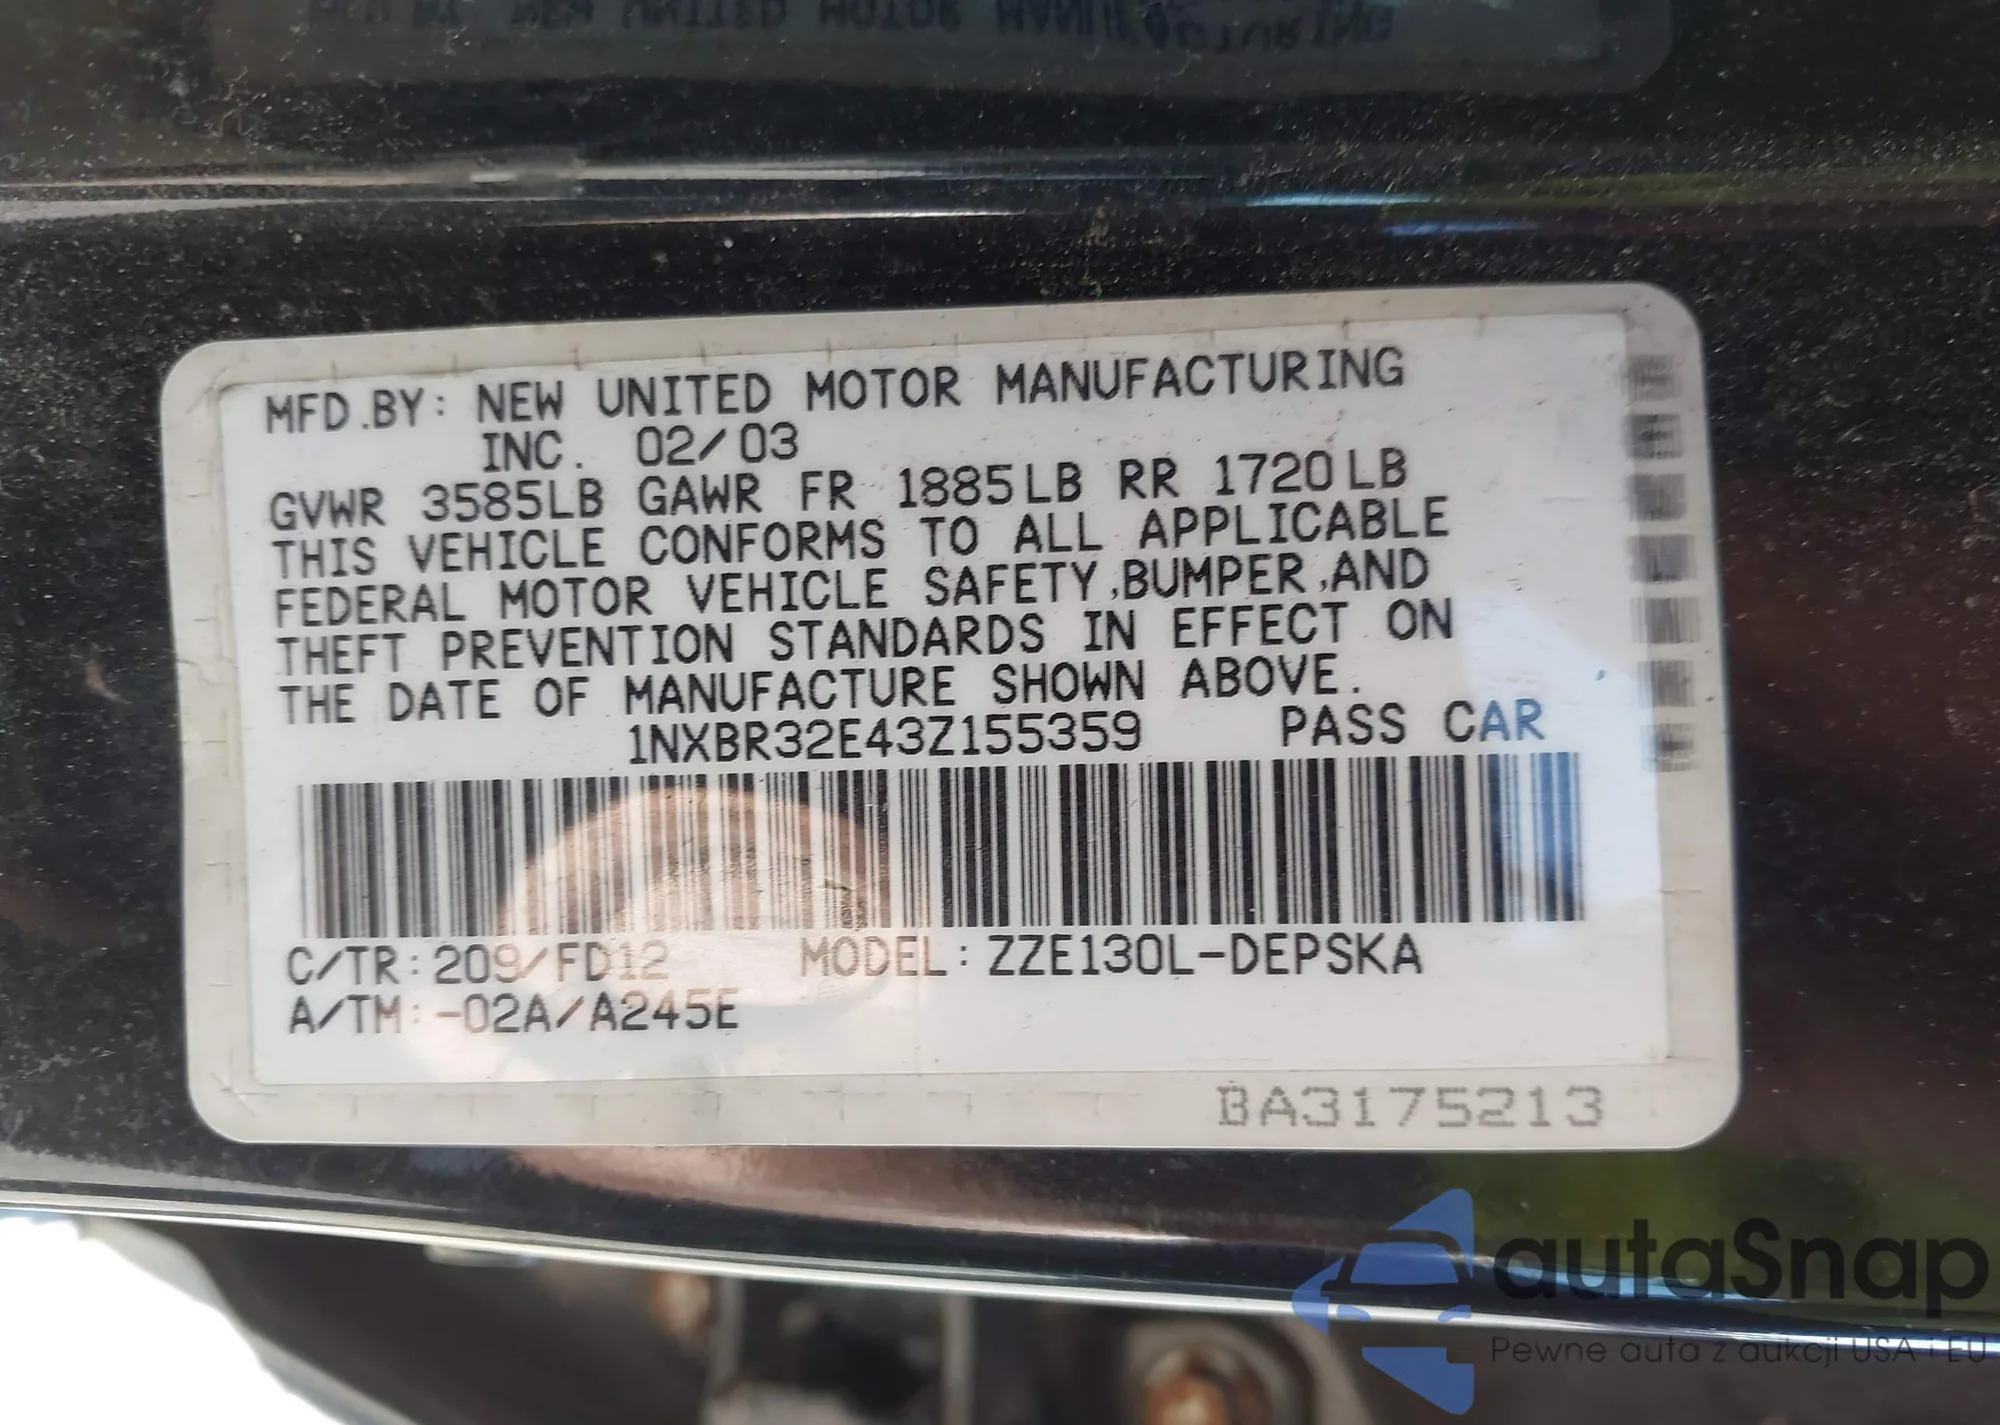 MFD.BY: NEW UNITED MOTOR MANUFACTURING
INC. 02/03
GVWR 3585LB GAWR FR 1885LB RR 1720LB
THIS VEHICLE CONFORMS TO ALL APPLICABLE
FEDERAL MOTOR VEHICLE SAFETY,BUMPER,AND
THEFT PREVENTION STANDARDS IN EFFECT ON
THE DATE OF MANUFACTURE SHOWN ABOVE.
1NXBR32E43Z155359 PASS CAR
C/TR:209/FD12 MODEL:ZZE130L-DEPSKA
A/TM:-02A/A245E
BA3175213
autaSnap
Pewne auta z aukcji USA i EU